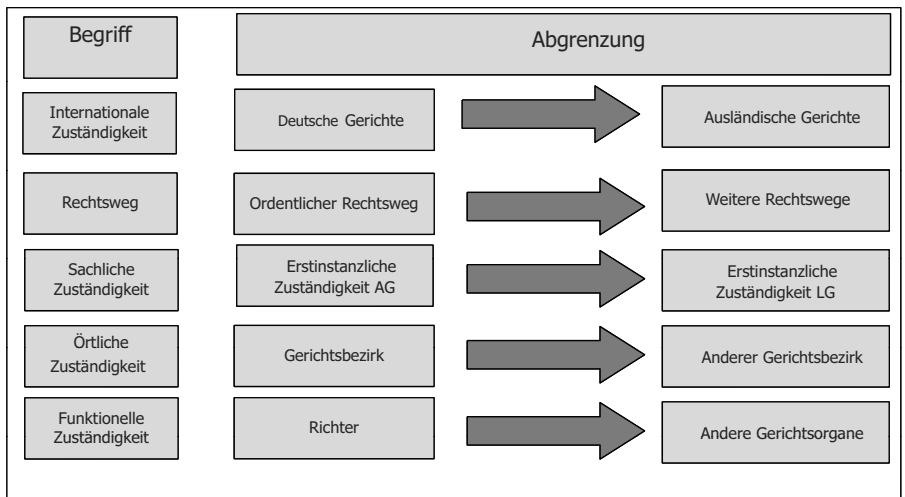 Begriff
Abgrenzung
Internationale
Zuständigkeit
Deutsche Gerichte
Ausländische Gerichte
Rechtsweg
Ordentlicher Rechtsweg
Weitere Rechtswege
Sachliche
Zuständigkeit
Erstinstanzliche
Zuständigkeit AG
Erstinstanzliche
Zuständigkeit LG
Örtliche
Zuständigkeit
Gerichtsbezirk
Anderer Gerichtsbezirk
Funktionelle
Zuständigkeit
Richter
Andere Gerichtsorgane